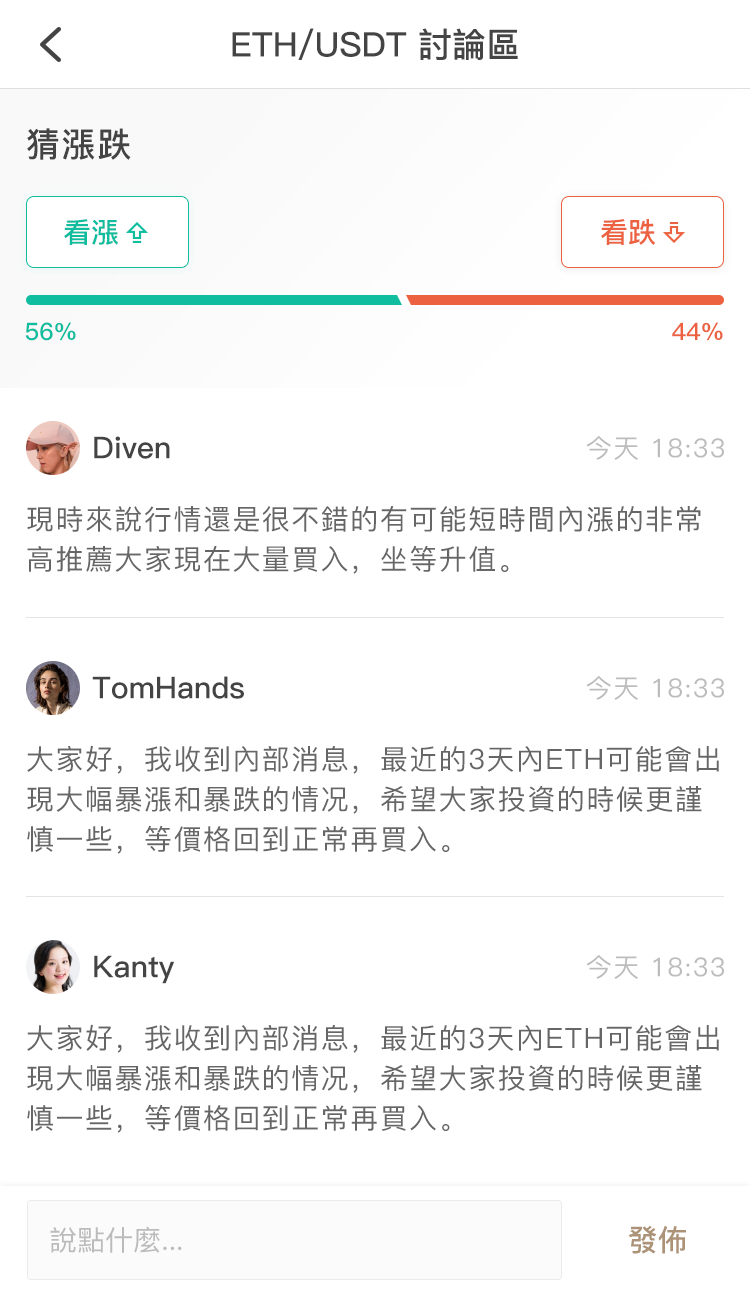 ETH/USDT 討論區
猜漲跌
看漲
看跌
56%
44%
Diven
今天 18:33
現時來說行情還是很不錯的有可能短時間內漲的非常
高推薦大家現在大量買入，坐等升值。
TomHands
今天 18:33
大家好，我收到內部消息，最近的3天內ETH可能會出
現大幅暴漲和暴跌的情况，希望大家投資的時候更謹
慎一些，等價格回到正常再買入。
Kanty
今天 18:33
大家好，我收到內部消息，最近的3天內ETH可能會出
現大幅暴漲和暴跌的情况，希望大家投資的時候更謹
慎一些，等價格回到正常再買入。
說點什麼...
發佈